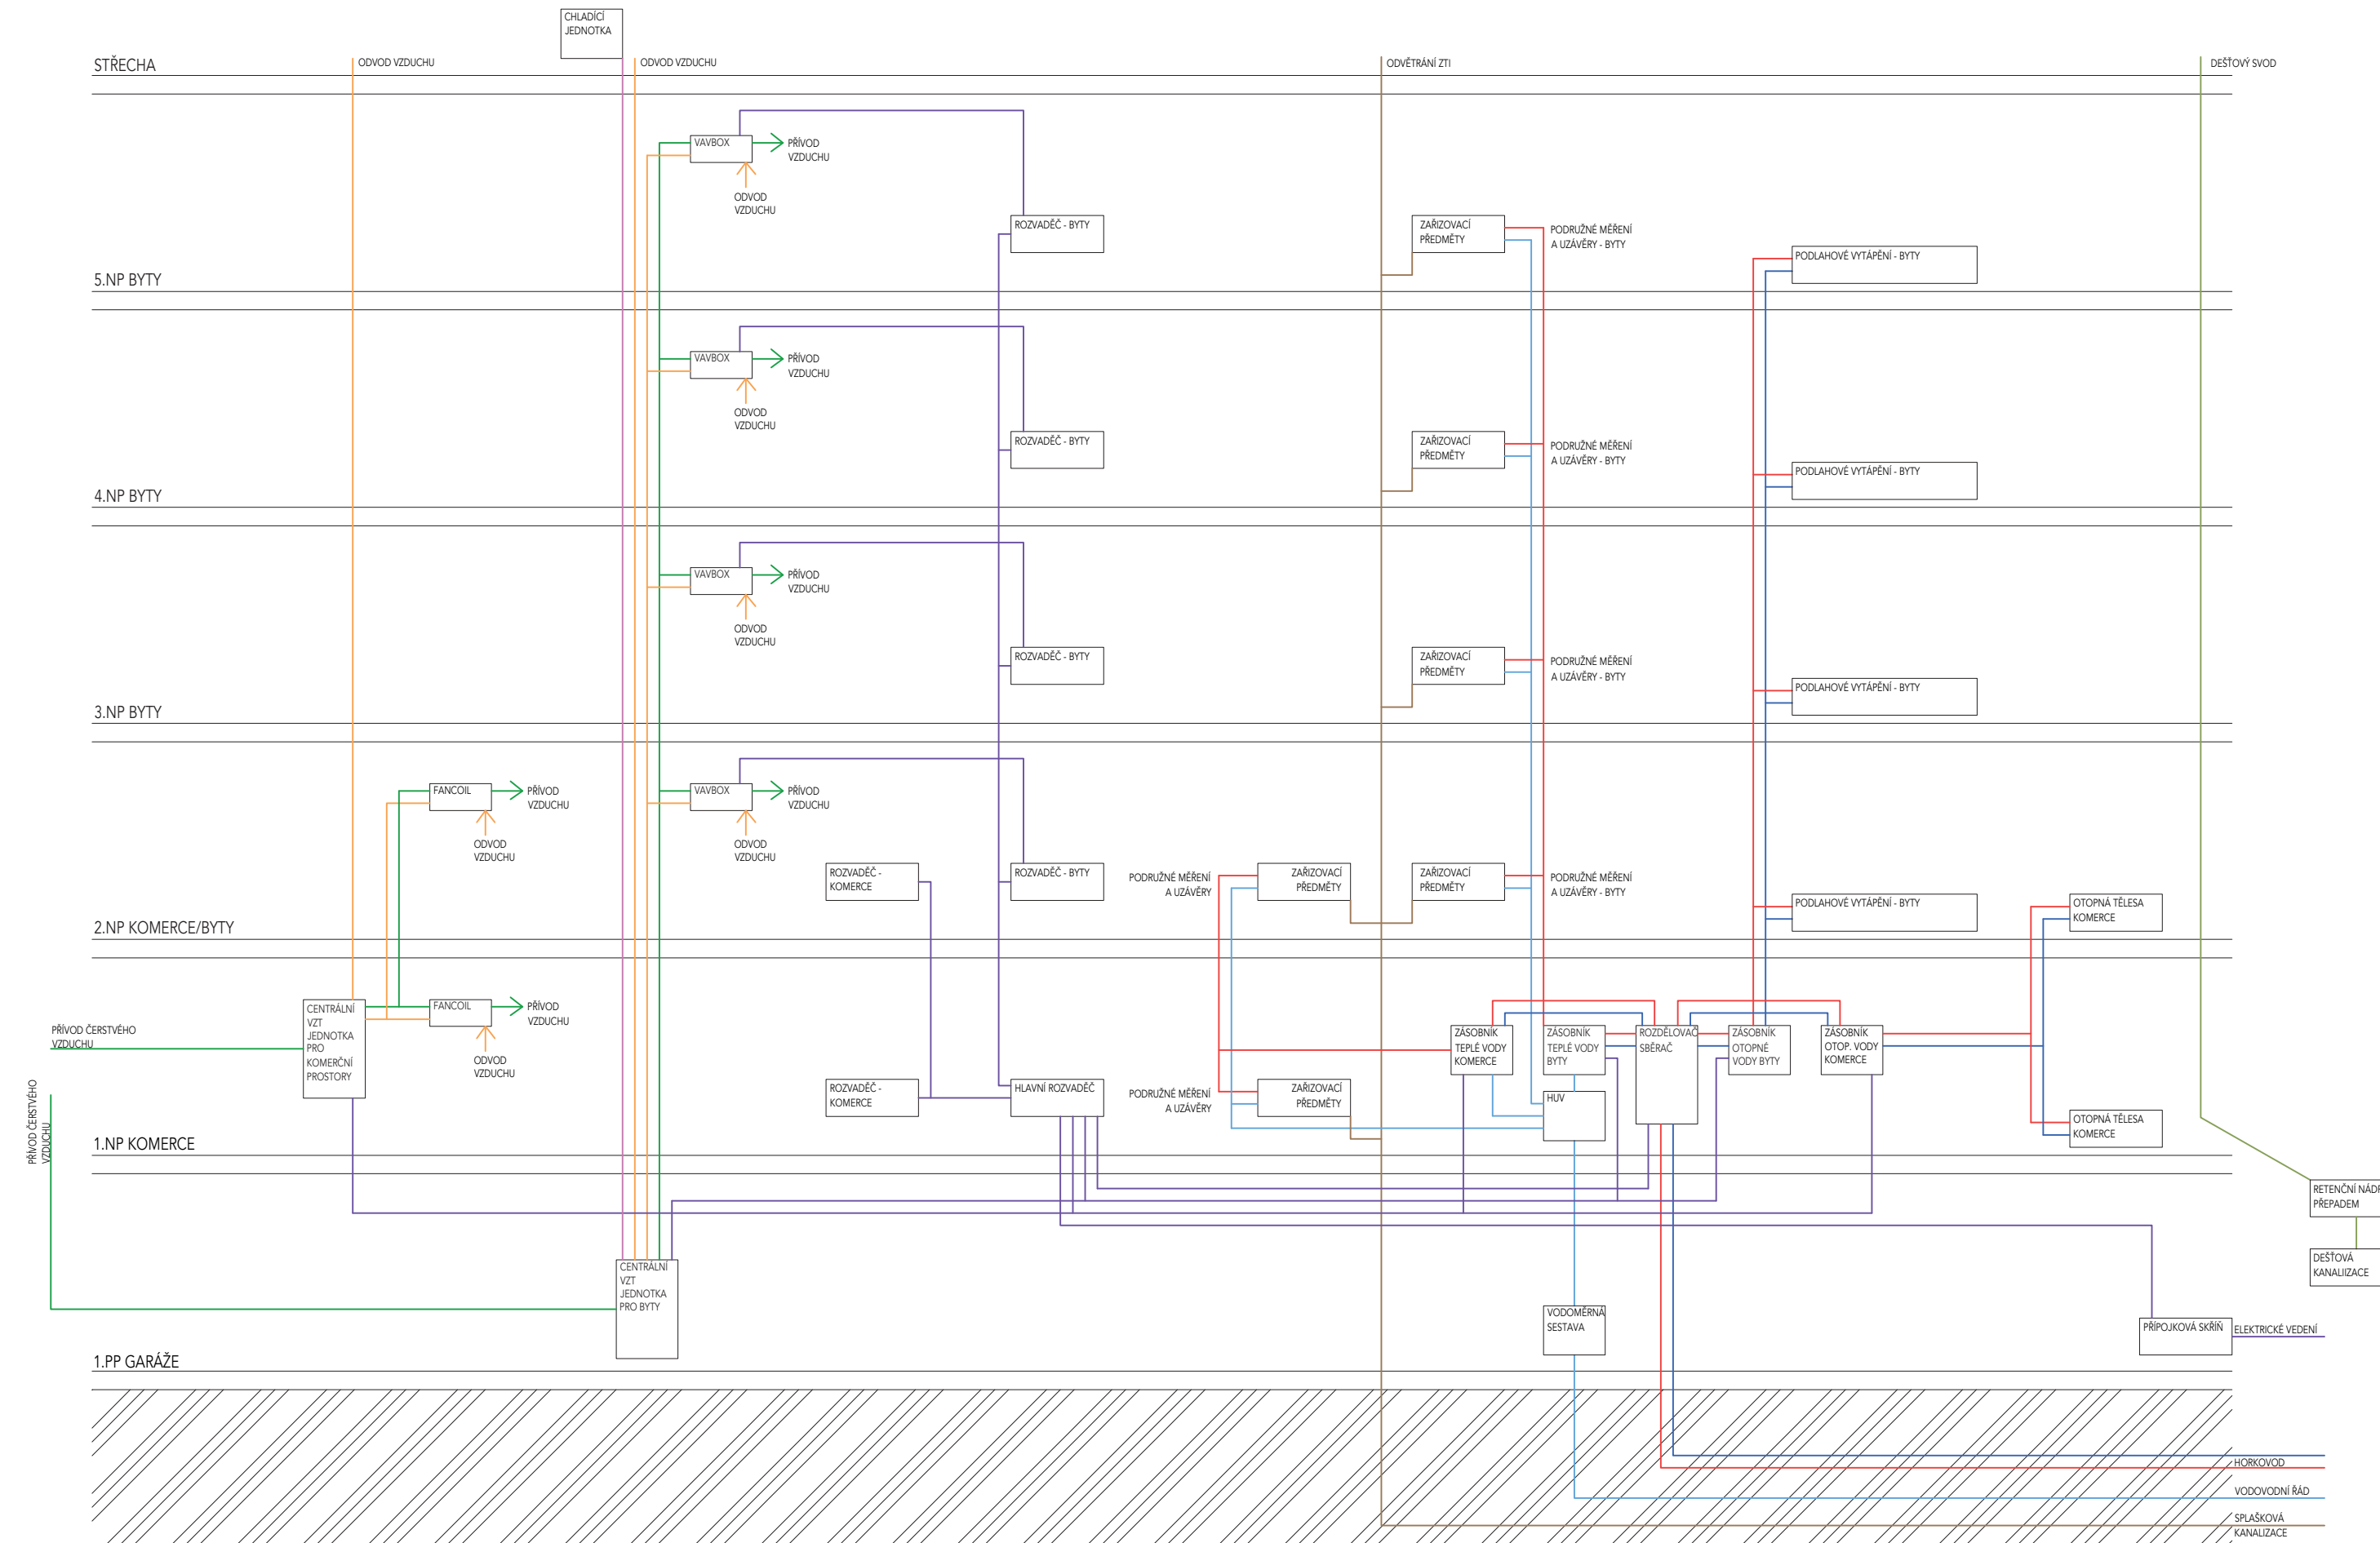 CHLADÍCÍ
JEDNOTKA
STŘECHA
ODVOD VZDUCHU
ODVOD VZDUCHU
ODVĚTRÁNÍ ZTI
DEŠŤOVÝ SVOD
VAVBOX
PŘÍVOD
VZDUCHU
ODVOD
VZDUCHU
ROZVADĚČ - BYTY
ZAŘIZOVACÍ
PŘEDMĚTY
PODRUŽNÉ MĚŘENÍ
A UZÁVĚRY - BYTY
PODLAHOVÉ VYTÁPĚNÍ - BYTY
5.NP BYTY
VAVBOX
PŘÍVOD
VZDUCHU
ODVOD
VZDUCHU
ROZVADĚČ - BYTY
ZAŘIZOVACÍ
PŘEDMĚTY
PODRUŽNÉ MĚŘENÍ
A UZÁVĚRY - BYTY
PODLAHOVÉ VYTÁPĚNÍ - BYTY
4.NP BYTY
VAVBOX
PŘÍVOD
VZDUCHU
ODVOD
VZDUCHU
ROZVADĚČ - BYTY
ZAŘIZOVACÍ
PŘEDMĚTY
PODRUŽNÉ MĚŘENÍ
A UZÁVĚRY - BYTY
PODLAHOVÉ VYTÁPĚNÍ - BYTY
3.NP BYTY
FANCOIL
PŘÍVOD
VZDUCHU
ODVOD
VZDUCHU
VAVBOX
PŘÍVOD
VZDUCHU
ODVOD
VZDUCHU
ROZVADĚČ -
KOMERCE
ROZVADĚČ - BYTY
PODRUŽNÉ MĚŘENÍ
A UZÁVĚRY
ZAŘIZOVACÍ
PŘEDMĚTY
ZAŘIZOVACÍ
PŘEDMĚTY
PODRUŽNÉ MĚŘENÍ
A UZÁVĚRY - BYTY
PODLAHOVÉ VYTÁPĚNÍ - BYTY
OTOPNÁ TĚLESA
KOMERCE
2.NP KOMERCE/BYTY
PŘÍVOD ČERSTVÉHO
VZDUCHU
CENTRÁLNÍ
VZT
JEDNOTKA
PRO
KOMERČNÍ
PROSTORY
FANCOIL
PŘÍVOD
VZDUCHU
ODVOD
VZDUCHU
ROZVADĚČ -
KOMERCE
HLAVNÍ ROZVADĚČ
PODRUŽNÉ MĚŘENÍ
A UZÁVĚRY
ZAŘIZOVACÍ
PŘEDMĚTY
ZÁSOBNÍK
TEPLÉ VODY
KOMERCE
ZÁSOBNÍK
TEPLÉ VODY
BYTY
HUV
ROZDĚLOVAČ
SBĚRAČ
ZÁSOBNÍK
OTOPNÉ
VODY BYTY
ZÁSOBNÍK
OTOP. VODY
KOMERCE
OTOPNÁ TĚLESA
KOMERCE
PŘÍVOD ČERSTVÉHO
VZDUCHU
1.NP KOMERCE
RETENČNÍ
PŘEPADEM
DEŠŤOVÁ
KANALIIZACE
CENTRÁLNÍ
VZT
JEDNOTKA
PRO BYTY
VODOMĚRNÁ
SESTAVA
PŘÍPOJKOVÁ SKŘÍŇ
ELEKTRICKÉ VEDENÍ
1.PP GARÁŽE
HORKOVOD
VODOVODNÍ ŘÁD
SPLAŠKOVÁ
KANALIZACE